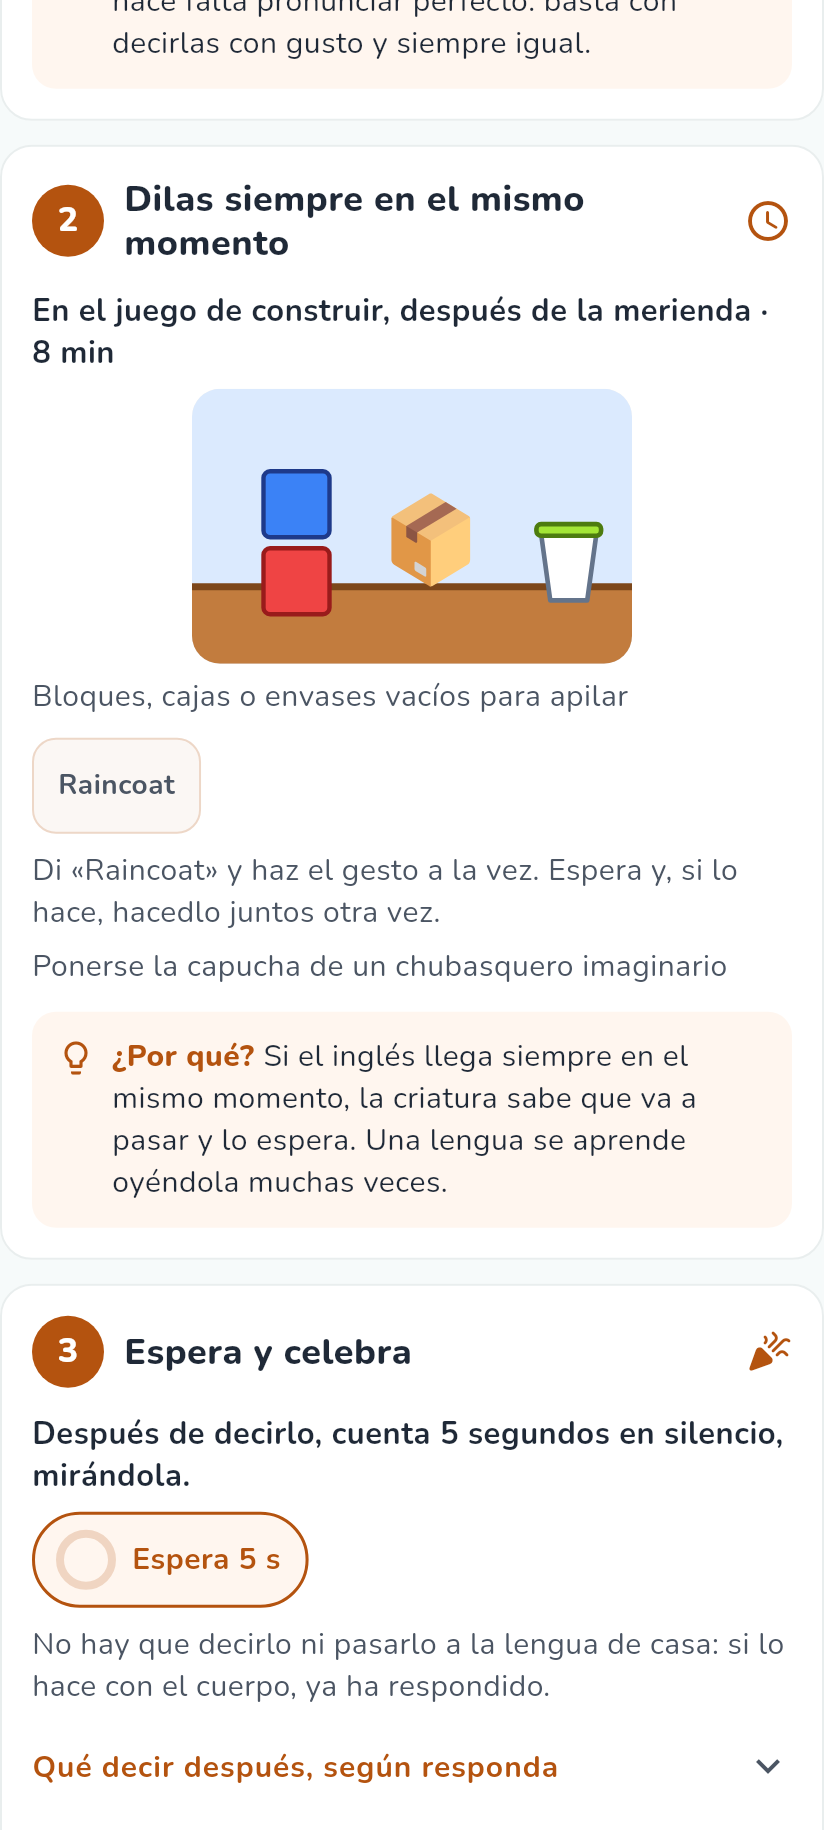 hace falta pronunciar perfecto: basta con
decirlas con gusto y siempre igual.
2
Dilas siempre en el mismo
momento
En el juego de construir, después de la merienda ·
8 min
Bloques, cajas o envases vacíos para apilar
Raincoat
Di «Raincoat» y haz el gesto a la vez. Espera y, si lo
hace, hacedlo juntos otra vez.
Ponerse la capucha de un chubasquero imaginario
¿Por qué? Si el inglés llega siempre en el
mismo momento, la criatura sabe que va a
pasar y lo espera. Una lengua se aprende
oyéndola muchas veces.
3
Espera y celebra
Después de decirlo, cuenta 5 segundos en silencio,
mirándola.
Espera 5 s
No hay que decirlo ni pasarlo a la lengua de casa: si lo
hace con el cuerpo, ya ha respondido.
Qué decir después, según responda